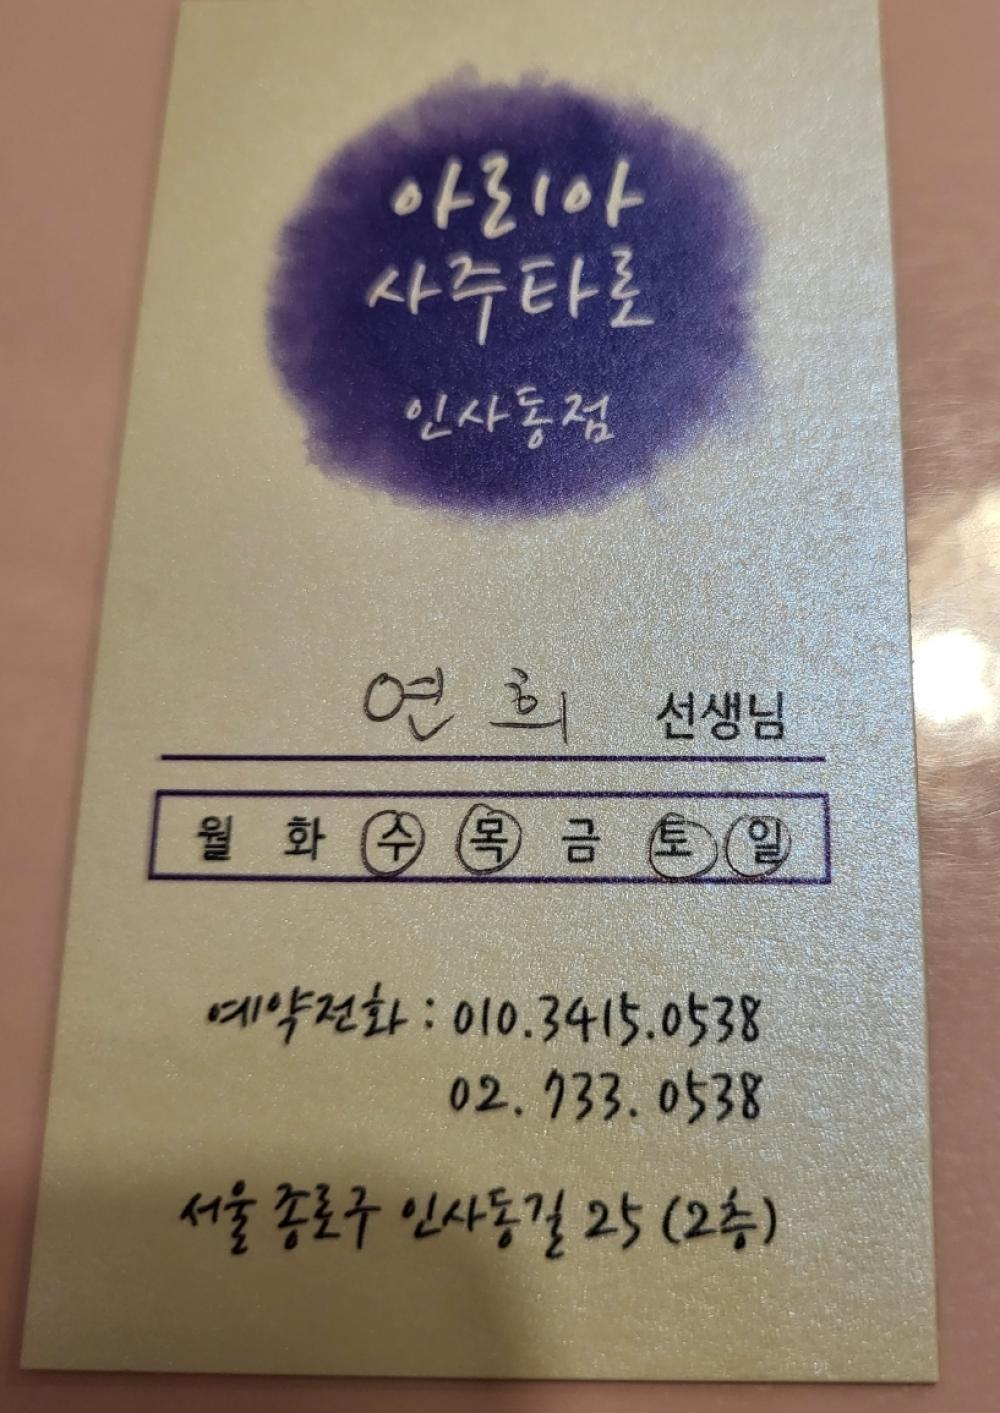 아리아
사주타로
인사동점
연희 선생님
월 화 수 목 금 토 일
예약전화 : 010.3415.0538
02. 733. 0538
서울 종로구 인사동길 25 (2층)